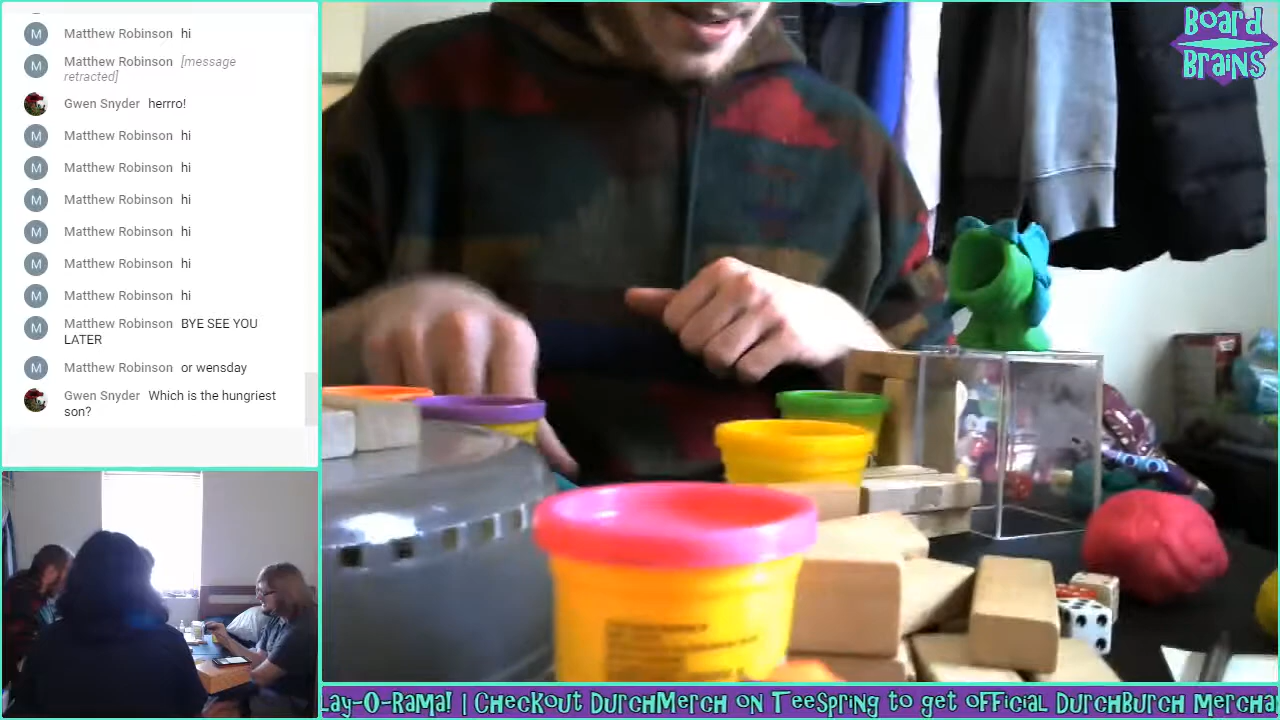 Matthew Robinson hi
Matthew Robinson [message
retracted]
Gwen Snyder herrro!
Matthew Robinson hi
Matthew Robinson hi
Matthew Robinson hi
Matthew Robinson hi
Matthew Robinson hi
Matthew Robinson hi
Matthew Robinson BYE SEE YOU
LATER
Matthew Robinson or wensday
Gwen Snyder Which is the hungriest
son?
Board
BRaiNS
Lay-O-Rama! | Checkout DurchMerch on TeeSpring to get official DurchBurch Mercha
M
M
M
M
M
M
M
M
M
M